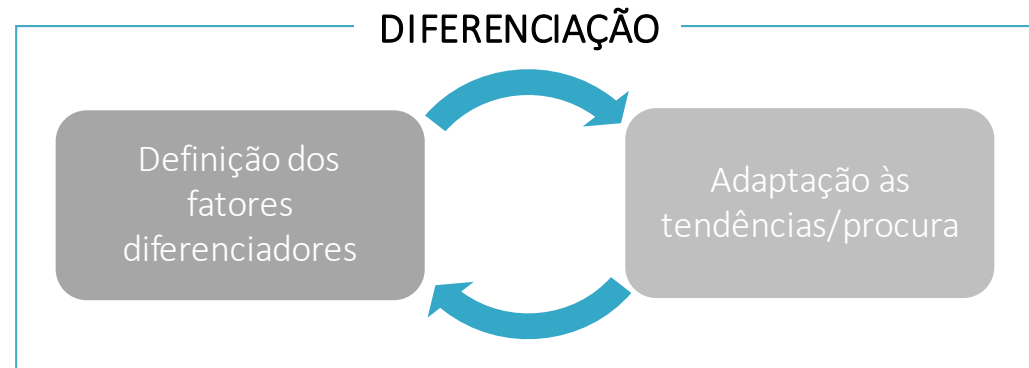 DIFERENCIAÇÃO
Definição dos
fatores
diferenciadores
Adaptação às
tendências/procura